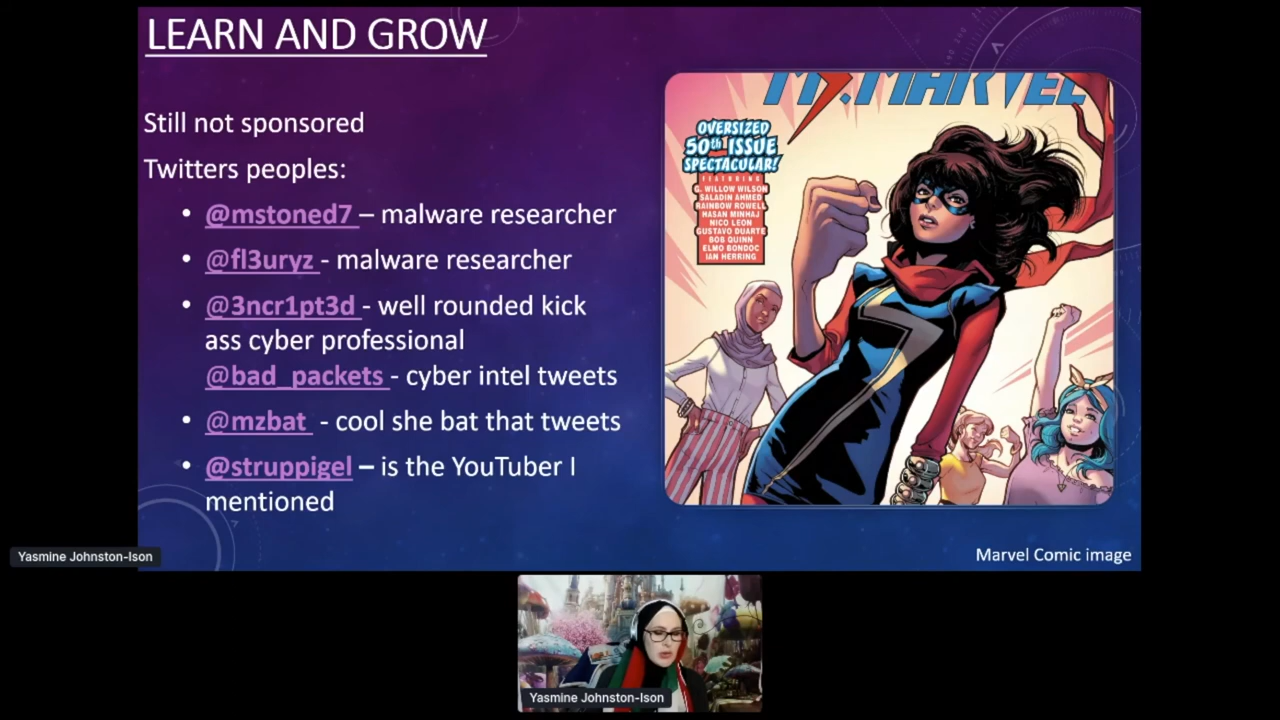 LEARN AND GROW
Still not sponsored
Twitters peoples:
• @mstoned7 – malware researcher
• @fl3uryz - malware researcher
• @3ncr1pt3d - well rounded kick
ass cyber professional
@bad_packets - cyber intel tweets
• @mzbat - cool she bat that tweets
• @struppigel – is the YouTuber I
mentioned
MS. MARVEL
OVERSIZED
50th ISSUE
SPECTACULAR!
FEATURING
G. WILLOW WILSON
SALADIN AHMED
RAINBOW ROWELL
HASAN MINHAJ
NICO LEON
GUSTAVO DUARTE
BOB QUINN
ELMO BONDOC
IAN HERRING
Marvel Comic image
Yasmine Johnston-Ison
Yasmine Johnston-Ison